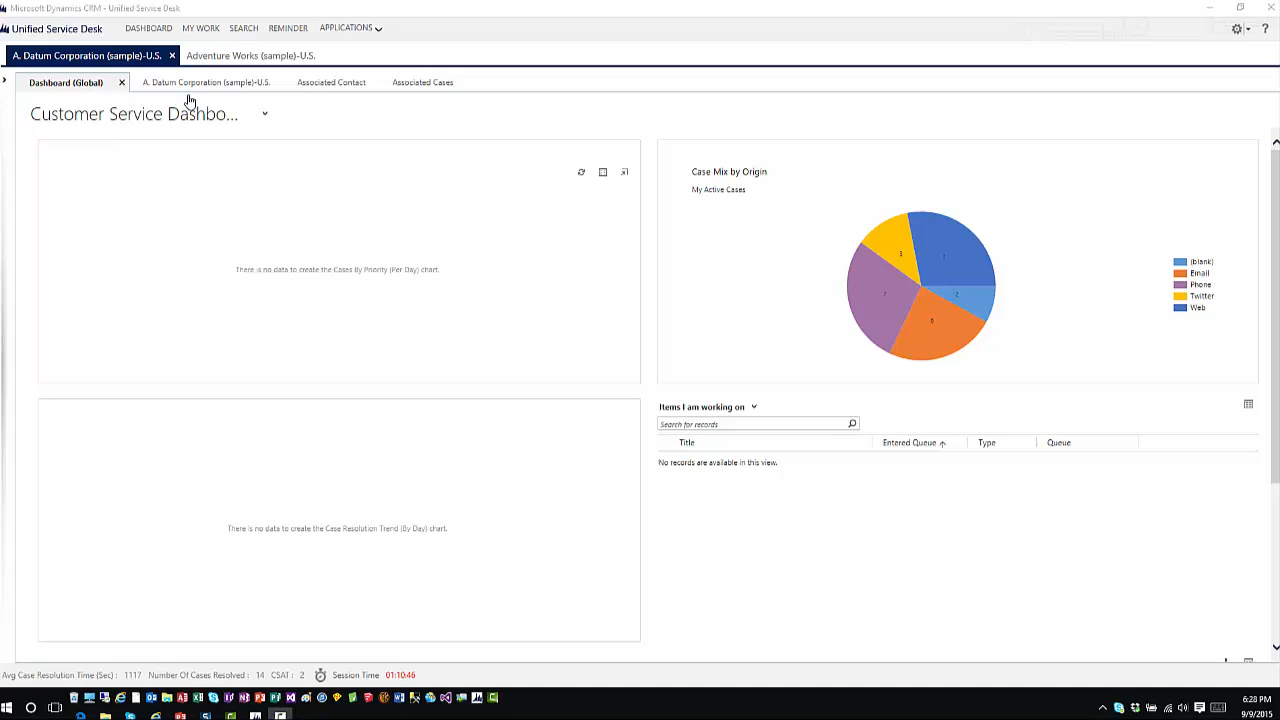 Microsoft Dynamics CRM - Unified Service Desk
Unified Service Desk DASHBOARD MY WORK SEARCH REMINDER APPLICATIONS
A. Datum Corporation (sample)-U.S. Adventure Works (sample)-U.S.
Dashboard (Global) A. Datum Corporation (sample)-U.S. Associated Contact Associated Cases
Customer Service Dashbo...
Case Mix by Origin
My Active Cases
There is no data to create the Cases By Priority (Per Day) chart.
3
7
2
6
(blank)
Email
Phone
Twitter
Web
Items I am working on
Search for records
Title Entered Queue Type Queue
No records are available in this view.
There is no data to create the Case Resolution Trend (By Day) chart.
Avg Case Resolution Time (Sec) : 1117 Number Of Cases Resolved : 14 CSAT : 2 Session Time 01:10:46
6:28 PM
9/9/2015